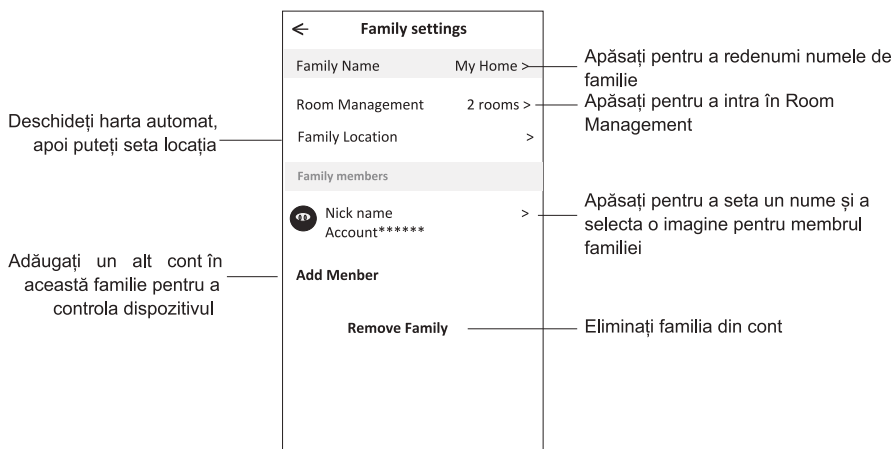 Family settings
Family Name My Home >
Room Management 2 rooms >
Family Location >
Family members
Nick name >
Account******
Add Menber
Remove Family
Deschideți harta automat,
apoi puteți seta locația
Adăugați un alt cont în
această familie pentru a
controla dispozitivul
Apăsați pentru a redenumi numele de
familie
Apăsați pentru a intra în Room
Management
Apăsați pentru a seta un nume și a
selecta o imagine pentru membrul
familiei
Eliminați familia din cont